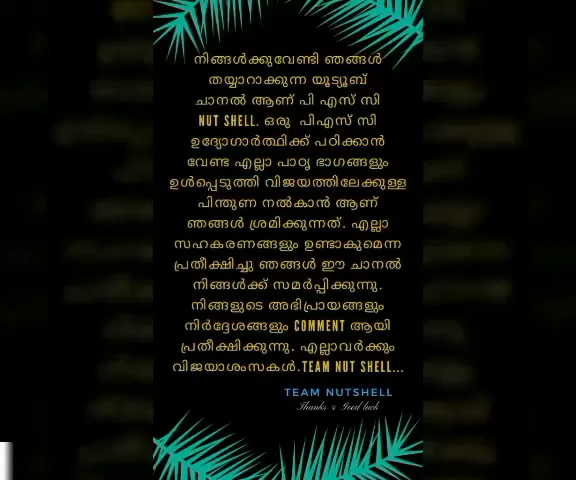 നിങ്ങൾക്കുവേണ്ടി ഞങ്ങൾ
തയ്യാറാക്കുന്ന യൂട്യൂബ്
ചാനൽ ആണ് പി എസ് സി
NUT SHELL. ഒരു പിഎസ് സി
ഉദ്യോഗാർത്ഥിക്ക് പഠിക്കാൻ
വേണ്ട എല്ലാ പാഠ്യ ഭാഗങ്ങളും
ഉൾപ്പെടുത്തി വിജയത്തിലേക്കുള്ള
പിന്തുണ നൽകാൻ ആണ്
ഞങ്ങൾ ശ്രമിക്കുന്നത്. എല്ലാ
സഹകരണങ്ങളും ഉണ്ടാകുമെന്ന
പ്രതീക്ഷിച്ചു ഞങ്ങൾ ഈ ചാനൽ
നിങ്ങൾക്ക് സമർപ്പിക്കുന്നു.
നിങ്ങളുടെ അഭിപ്രായങ്ങളും
നിർദ്ദേശങ്ങളും COMMENT ആയി
പ്രതീക്ഷിക്കുന്നു. എല്ലാവർക്കും
വിജയാശംസകൾ.TEAM NUT SHELL...
TEAM NUTSHELL
Thanks & Good luck